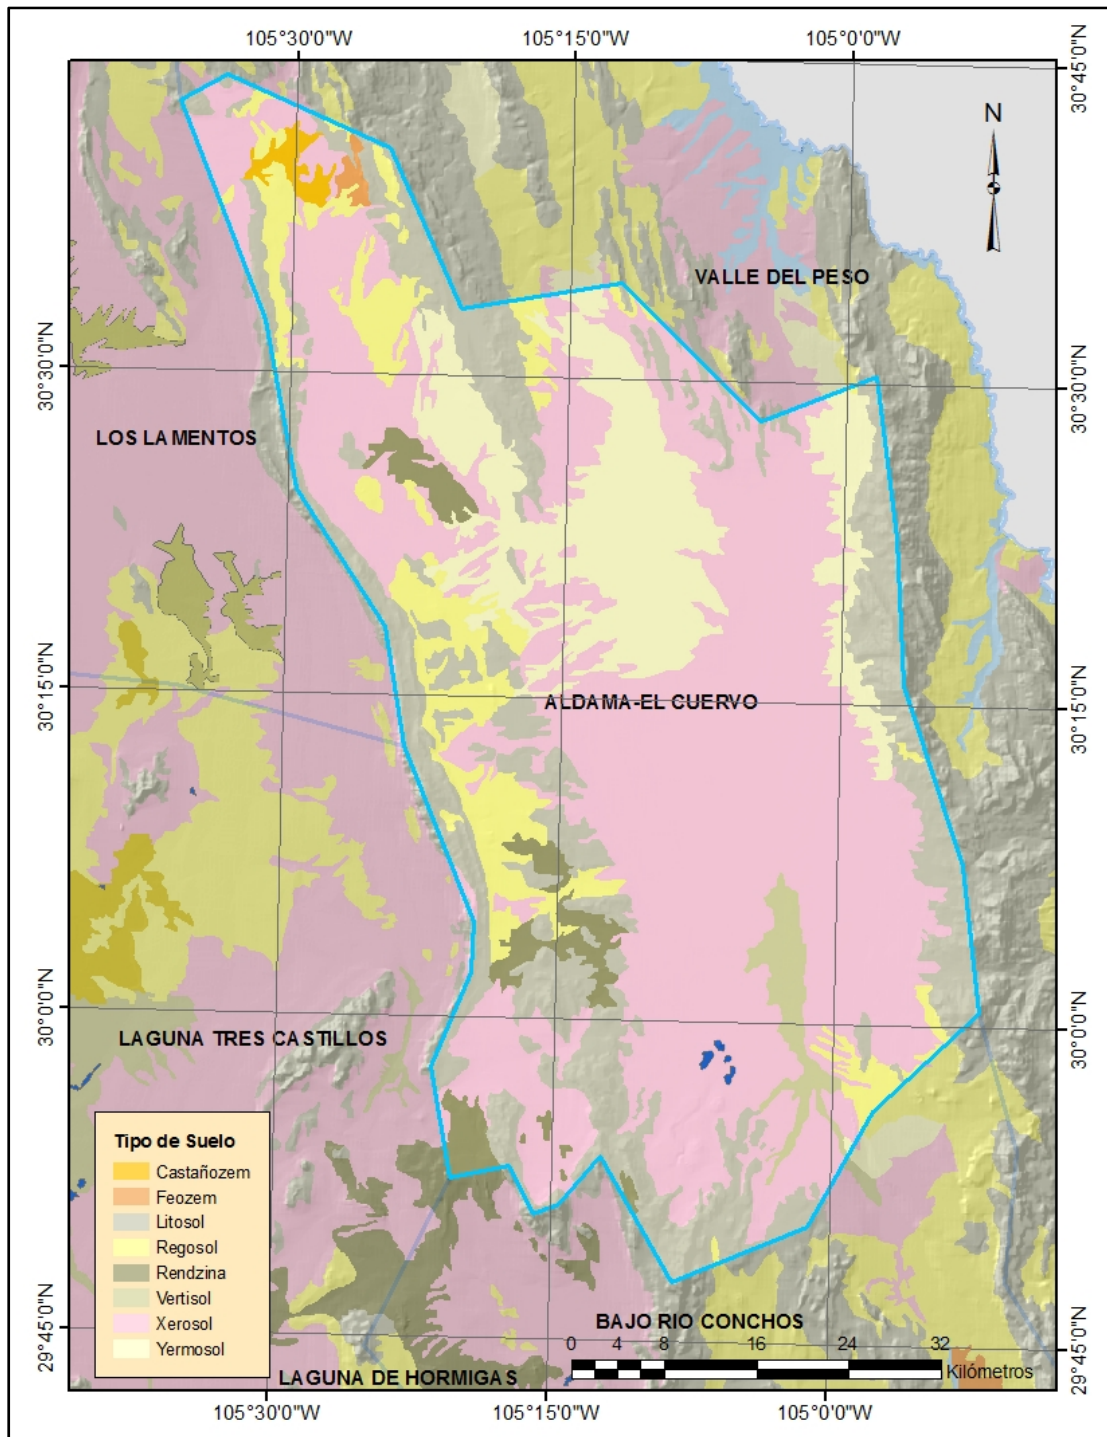 105°30'0"W 105°15'0"W 105°0'0"W
30°45'0"N
N
VALLE DEL PESO
30°30'0"N 30°30'0"N
LOS LAMENTOS
30°15'0"N 30°15'0"N
ALDAMA-EL CUERVO
30°0'0"N 30°0'0"N
LAGUNA TRES CASTILLOS
Tipo de Suelo
Castañozem
Feozem
Litosol
Regosol
Rendzina
Vertisol
Xerosol
Yermosol
29°45'0"N 29°45'0"N
BAJO RIO CONCHOS
0 4 8 16 24 32
Kilómetros
LAGUNA DE HORMIGAS
105°30'0"W 105°15'0"W 105°0'0"W